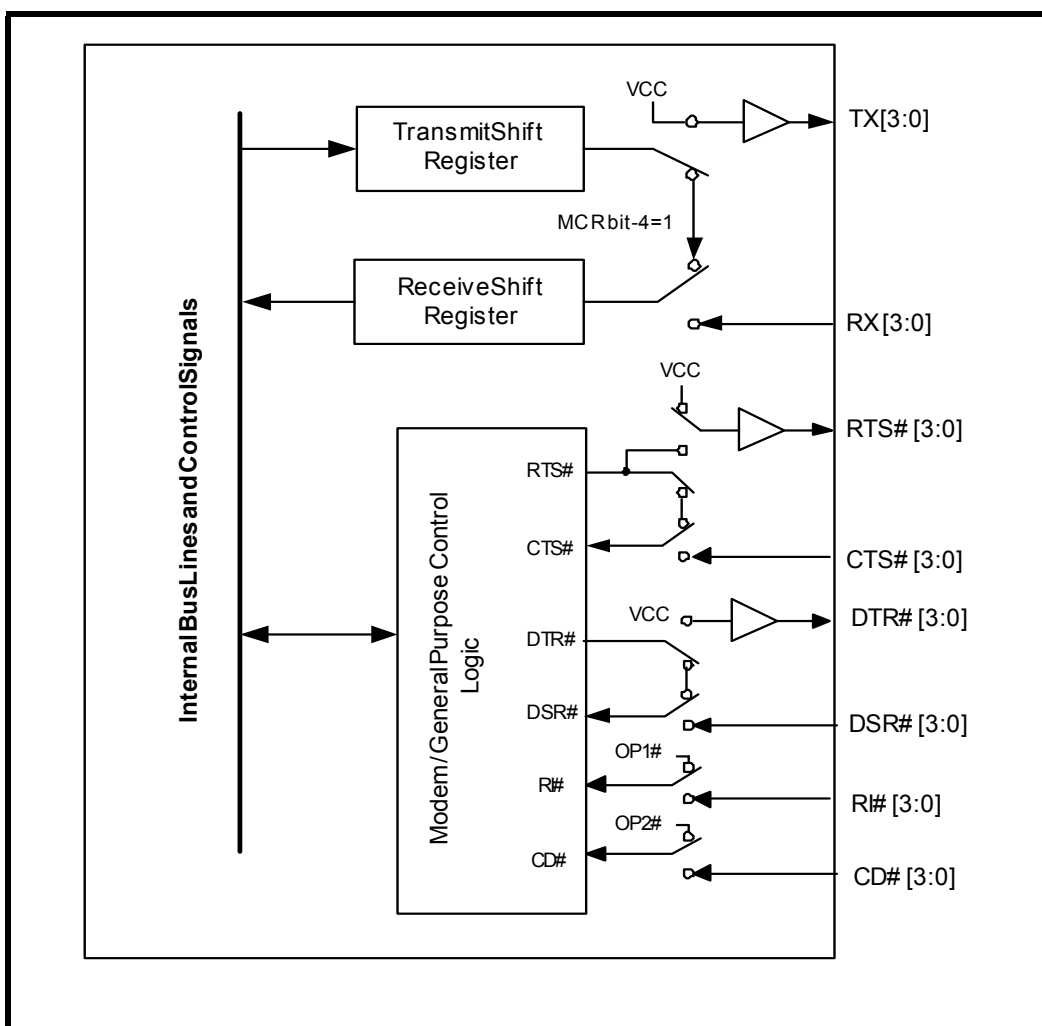 VCC
TX[3:0]
TransmitShift
Register
MCRbit-4=1
ReceiveShift
Register
RX[3:0]
InternalBusLinesandControlSignals
VCC
RTS# [3:0]
RTS#
CTS#
CTS# [3:0]
Modem/GeneralPurpose Control
Logic
VCC
DTR# [3:0]
DTR#
DSR#
DSR# [3:0]
OP1#
RI#
RI# [3:0]
OP2#
CD#
CD# [3:0]